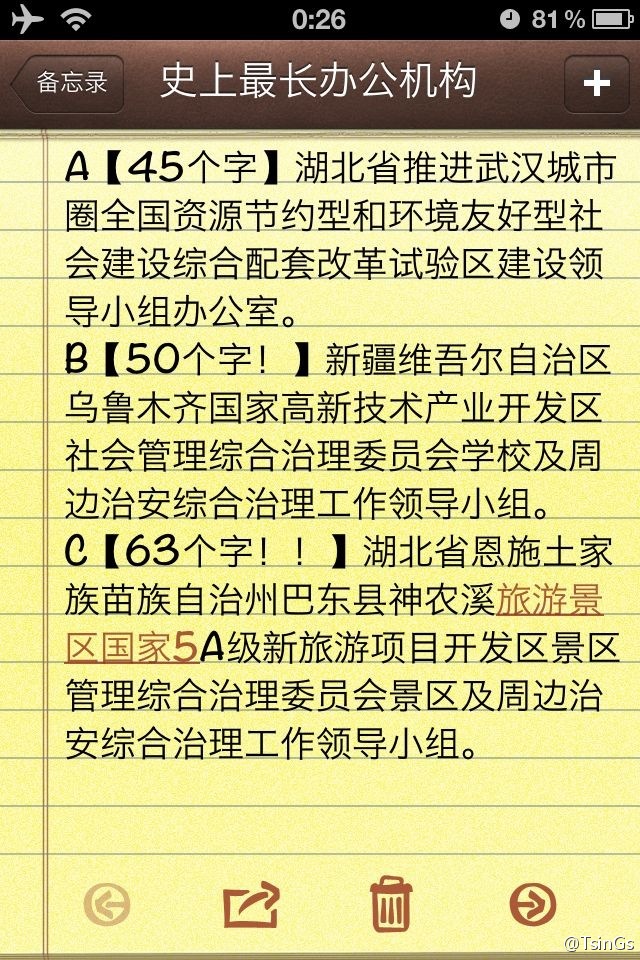 0:26
81%
备忘录
史上最长办公机构
A【45个字】湖北省推进武汉城市
圈全国资源节约型和环境友好型社
会建设综合配套改革试验区建设领
导小组办公室。
B【50个字！】新疆维吾尔自治区
乌鲁木齐国家高新技术产业开发区
社会管理综合治理委员会学校及周
边治安综合治理工作领导小组。
C【63个字！！】湖北省恩施土家
族苗族自治州巴东县神农溪旅游景
区国家5A级新旅游项目开发区景区
管理综合治理委员会景区及周边治
安综合治理工作领导小组。
@TsinGs